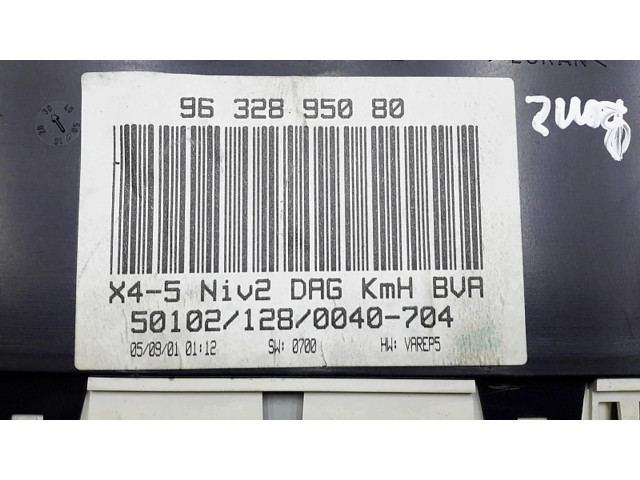 96 328 950 80
X4-5 Niv2 DAG KmH BVA
50102/128/0040-704
05/09/01 01:12 SW: 0700 HW: VAREP5